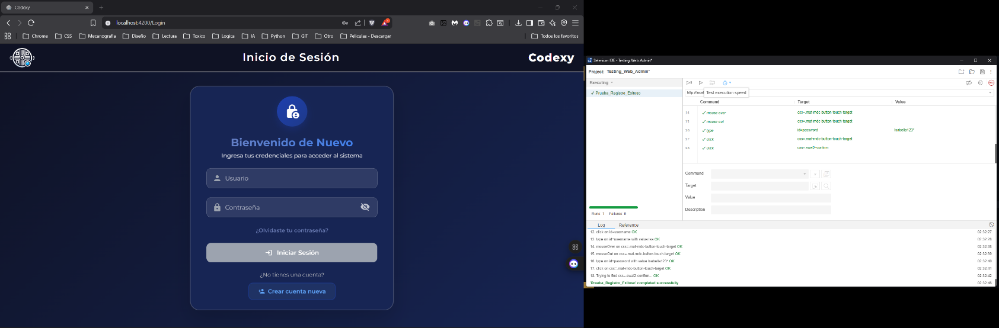 Codexy
localhost:4200/Login
Chrome
CSS
Mecanografia
Diseño
Lectura
Toxico
Logica
IA
Python
GIT
Otro
Peliculas - Descargar
Todos los favoritos
Inicio de Sesión
Codexy
Bienvenido de Nuevo
Ingresa tus credenciales para acceder al sistema
Usuario
Contraseña
¿Olvidaste tu contraseña?
Iniciar Sesión
¿No tienes una cuenta?
Crear cuenta nueva
Selenium IDE - Testing_Web_Admin*
Project: Testing_Web_Admin*
Executing
REC
✓ Prueba_Registro_Exitoso
http://local
Test execution speed
Command Target Value
14 ✓ mouse over css=.mat-mdc-button-touch-target
15 ✓ mouse out css=.mat-mdc-button-touch-target
16 ✓ type id=password Isabella123*
17 ✓ click css=.mat-mdc-button-touch-target
18 ✓ click css=.swal2-confirm
Command
//
Target
Value
Description
Runs: 1 Failures: 0
Log Reference
12. click on id=username OK 02:32:27
13. type on id=username with value Isa OK 02:32:28
14. mouseOver on css=.mat-mdc-button-touch-target OK 02:32:38
15. mouseOut on css=.mat-mdc-button-touch-target OK 02:32:39
16. type on id=password with value Isabella123* OK 02:32:40
17. click on css=.mat-mdc-button-touch-target OK 02:32:41
18. Trying to find css=.swal2-confirm... OK 02:32:42
'Prueba_Registro_Exitoso' completed successfully 02:32:46